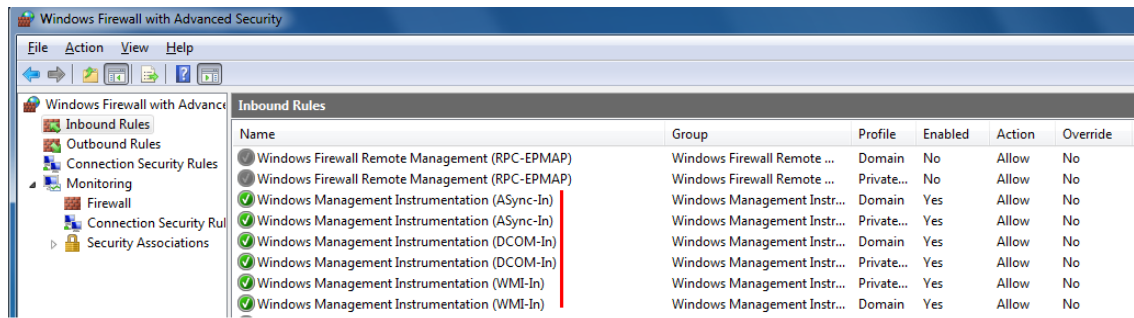 Windows Firewall with Advanced Security
File Action View Help
Windows Firewall with Advance
Inbound Rules
Outbound Rules
Connection Security Rules
Monitoring
Firewall
Connection Security Rul
Security Associations
Inbound Rules
Name Group Profile Enabled Action Override
Windows Firewall Remote Management (RPC-EPMAP) Windows Firewall Remote ... Domain No Allow No
Windows Firewall Remote Management (RPC-EPMAP) Windows Firewall Remote ... Private... No Allow No
Windows Management Instrumentation (ASync-In) Windows Management Instr... Domain Yes Allow No
Windows Management Instrumentation (ASync-In) Windows Management Instr... Private... Yes Allow No
Windows Management Instrumentation (DCOM-In) Windows Management Instr... Domain Yes Allow No
Windows Management Instrumentation (DCOM-In) Windows Management Instr... Private... Yes Allow No
Windows Management Instrumentation (WMI-In) Windows Management Instr... Private... Yes Allow No
Windows Management Instrumentation (WMI-In) Windows Management Instr... Domain Yes Allow No